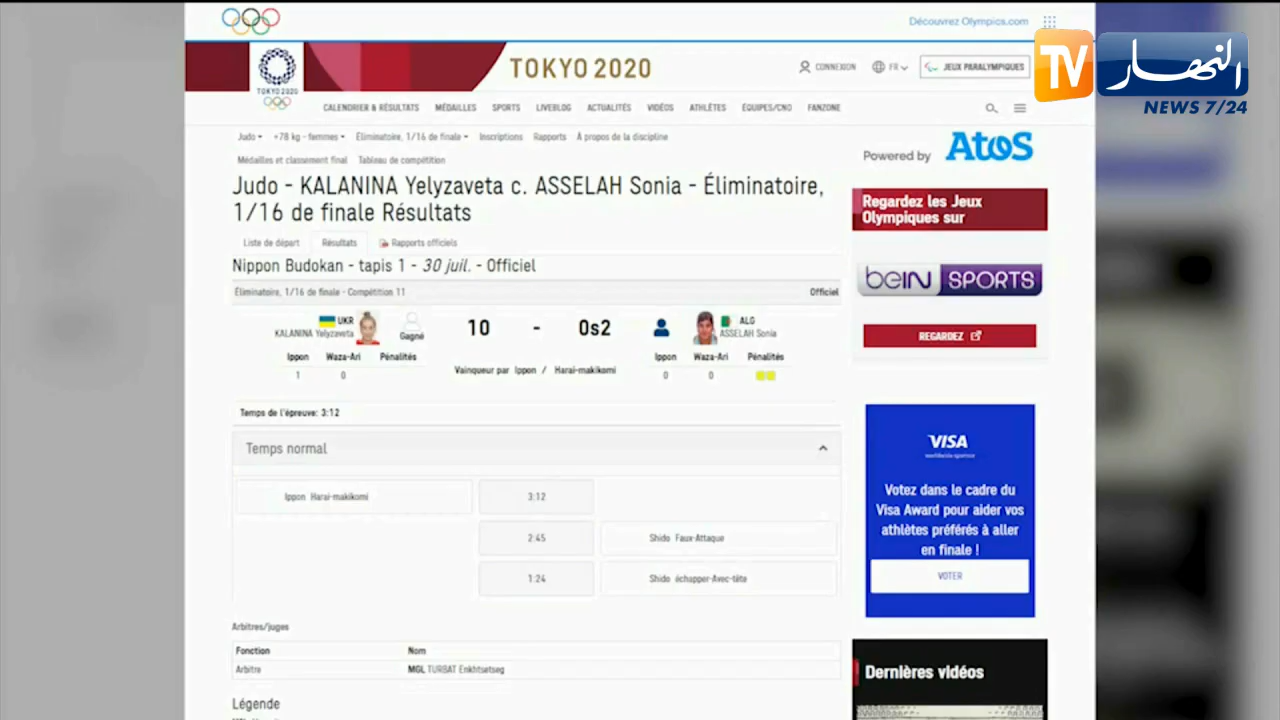 Découvrez Olympics.com
TV النهار
NEWS 7/24
TOKYO 2020
TOKYO 2020
CONNEXION
FR
JEUX PARALYMPIQUES
CALENDRIER & RÉSULTATS MÉDAILLES SPORTS LIVEBLOG ACTUALITÉS VIDÉOS ATHLÈTES ÉQUIPES/CNO FANZONE
Judo +78 kg - femmes Éliminatoire, 1/16 de finale Inscriptions Rapports À propos de la discipline
Médailles et classement final Tableau de compétition
Powered by Atos
Judo - KALANINA Yelyzaveta c. ASSELAH Sonia - Éliminatoire,
1/16 de finale Résultats
Regardez les Jeux
Olympiques sur
Liste de départ Résultats Rapports officiels
Nippon Budokan - tapis 1 - 30 juil. - Officiel
beIN SPORTS
Éliminatoire, 1/16 de finale - Compétition 11 Officiel
UKR
KALANINA Yelyzaveta
Gagné
10 - 0s2
ALG
ASSELAH Sonia
REGARDEZ
Ippon Waza-Ari Pénalités
1 0
Vainqueur par Ippon / Harai-makikomi
Ippon Waza-Ari Pénalités
0 0
Temps de l'épreuve: 3:12
Temps normal
Ippon Harai-makikomi 3:12
2:45 Shido Faux-Attaque
1:24 Shido échapper-Avec-tête
VISA
worldwide sponsor
Votez dans le cadre du
Visa Award pour aider vos
athlètes préférés à aller
en finale !
VOTER
Arbitres/juges
Fonction Nom
Arbitre MGL TURBAT Enkhtsetseg
Dernières vidéos
Légende